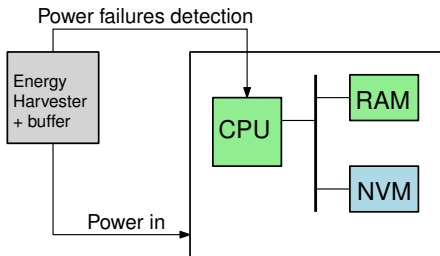 Power failures detection
Energy
Harvester
+ buffer
CPU
RAM
NVM
Power in